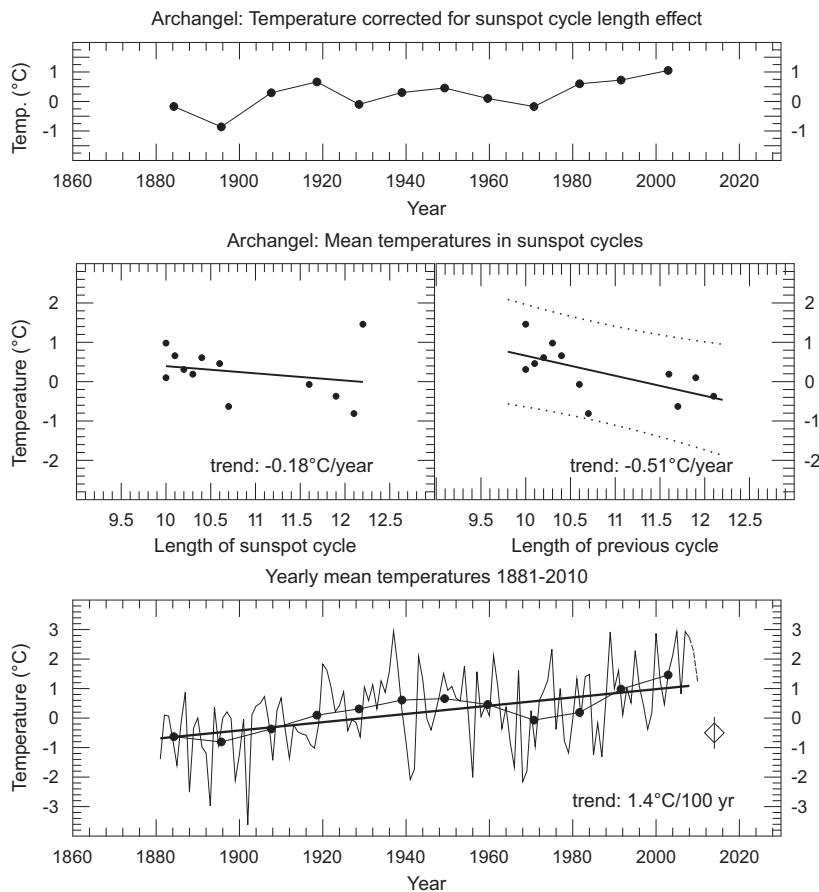 Archangel: Temperature corrected for sunspot cycle length effect
Temp. (°C)
1
0
-1
1
0
-1
1860 1880 1900 1920 1940 1960 1980 2000 2020
Year
Archangel: Mean temperatures in sunspot cycles
Temperature (°C)
2
1
0
-1
-2
trend: -0.18°C/year
9.5 10 10.5 11 11.5 12 12.5
Length of sunspot cycle
2
1
0
-1
-2
trend: -0.51°C/year
9.5 10 10.5 11 11.5 12 12.5
Length of previous cycle
Yearly mean temperatures 1881-2010
Temperature (°C)
3
2
1
0
-1
-2
-3
3
2
1
0
-1
-2
-3
trend: 1.4°C/100 yr
1860 1880 1900 1920 1940 1960 1980 2000 2020
Year